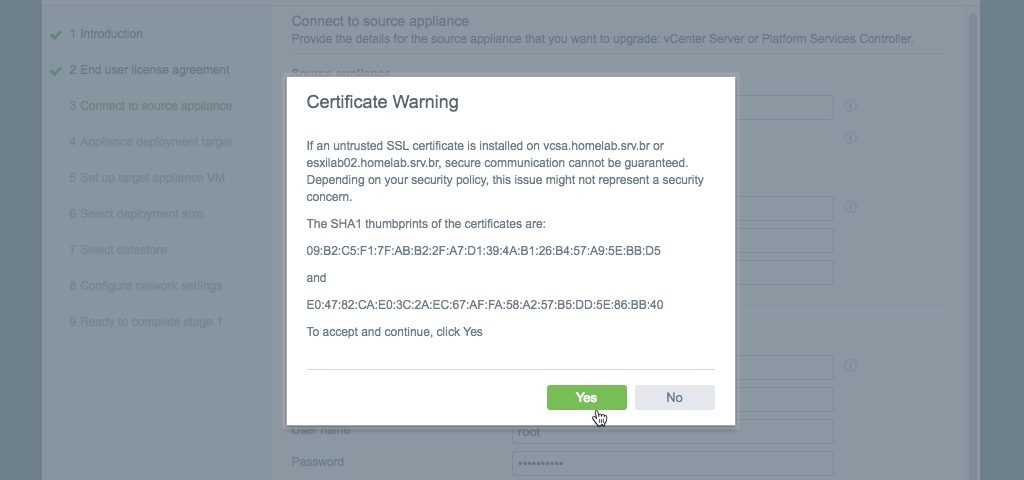 Connect to source appliance
Provide the details for the source appliance that you want to upgrade: vCenter Server or Platform Services Controller.
1 Introduction
2 End user license agreement
3 Connect to source appliance
4 Appliance deployment target
5 Set up target appliance VM
6 Select deployment size
7 Select datastore
8 Configure network settings
9 Ready to complete stage 1
Source appliance
Certificate Warning
If an untrusted SSL certificate is installed on vcsa.homelab.srv.br or
esxilab02.homelab.srv.br, secure communication cannot be guaranteed.
Depending on your security policy, this issue might not represent a security
concern.
The SHA1 thumbprints of the certificates are:
09:B2:C5:F1:7F:AB:B2:2F:A7:D1:39:4A:B1:26:B4:57:A9:5E:BB:D5
and
E0:47:82:CA:E0:3C:2A:EC:67:AF:FA:58:A2:57:B5:DD:5E:86:BB:40
To accept and continue, click Yes
Yes
No
User name
root
Password